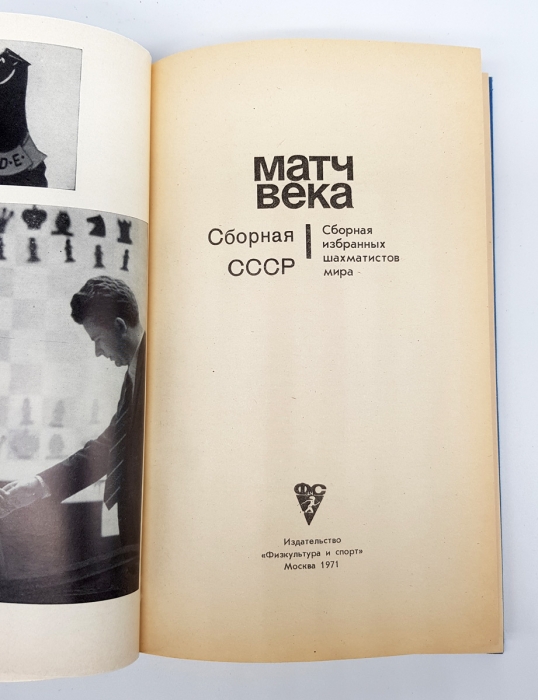 D.E.
матч
века
Сборная
СССР
Сборная
избранных
шахматистов
мира
ФиС
Издательство
«Физкультура и спорт»
Москва 1971